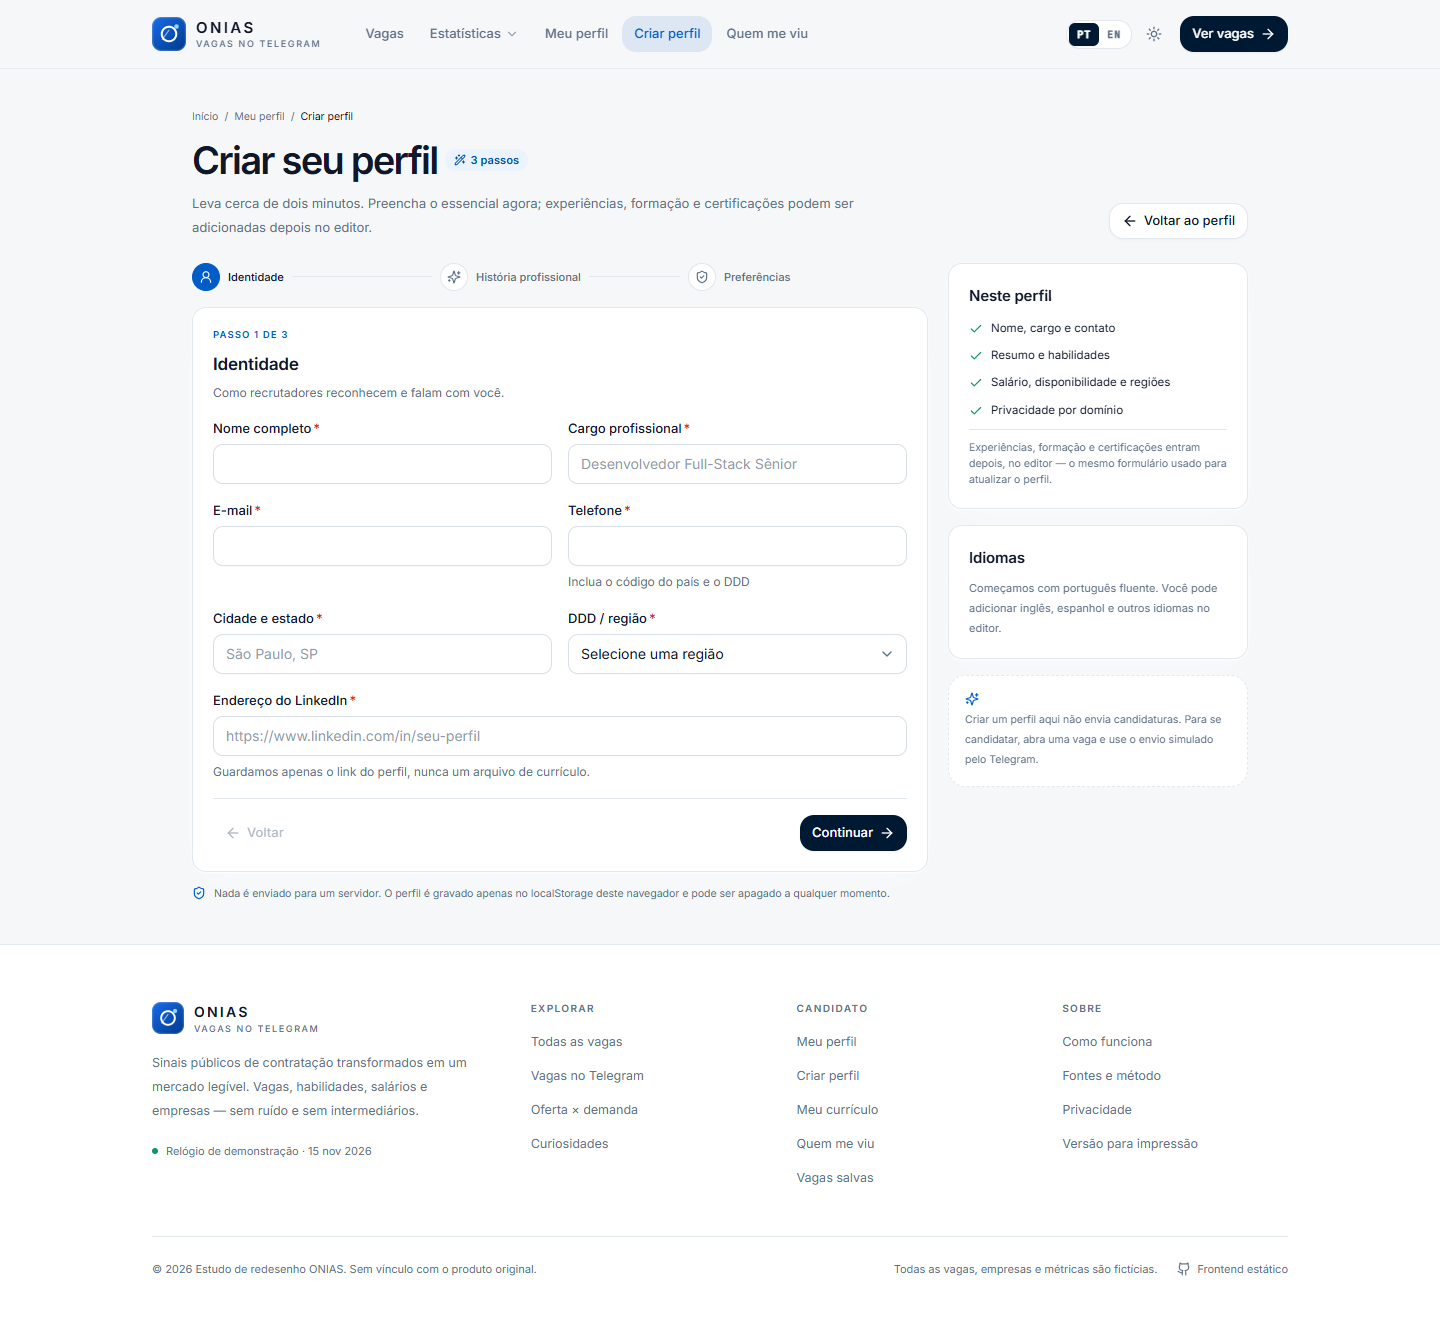 ONIAS
VAGAS NO TELEGRAM
Vagas
Estatísticas
Meu perfil
Criar perfil
Quem me viu
PT
EN
Ver vagas
Início / Meu perfil / Criar perfil
Criar seu perfil
3 passos
Leva cerca de dois minutos. Preencha o essencial agora; experiências, formação e certificações podem ser
adicionadas depois no editor.
Voltar ao perfil
Identidade
História profissional
Preferências
PASSO 1 DE 3
Identidade
Como recrutadores reconhecem e falam com você.
Nome completo *
Cargo profissional *
Desenvolvedor Full-Stack Sênior
E-mail *
Telefone *
Inclua o código do país e o DDD
Cidade e estado *
São Paulo, SP
DDD / região *
Selecione uma região
Endereço do LinkedIn *
https://www.linkedin.com/in/seu-perfil
Guardamos apenas o link do perfil, nunca um arquivo de currículo.
Voltar
Continuar
Nada é enviado para um servidor. O perfil é gravado apenas no localStorage deste navegador e pode ser apagado a qualquer momento.
Neste perfil
Nome, cargo e contato
Resumo e habilidades
Salário, disponibilidade e regiões
Privacidade por domínio
Experiências, formação e certificações entram
depois, no editor — o mesmo formulário usado para
atualizar o perfil.
Idiomas
Começamos com português fluente. Você pode
adicionar inglês, espanhol e outros idiomas no
editor.
Criar um perfil aqui não envia candidaturas. Para se
candidatar, abra uma vaga e use o envio simulado
pelo Telegram.
ONIAS
VAGAS NO TELEGRAM
Sinais públicos de contratação transformados em um
mercado legível. Vagas, habilidades, salários e
empresas — sem ruído e sem intermediários.
Relógio de demonstração · 15 nov 2026
EXPLORAR
Todas as vagas
Vagas no Telegram
Oferta × demanda
Curiosidades
CANDIDATO
Meu perfil
Criar perfil
Meu currículo
Quem me viu
Vagas salvas
SOBRE
Como funciona
Fontes e método
Privacidade
Versão para impressão
© 2026 Estudo de redesenho ONIAS. Sem vínculo com o produto original.
Todas as vagas, empresas e métricas são fictícias.
Frontend estático